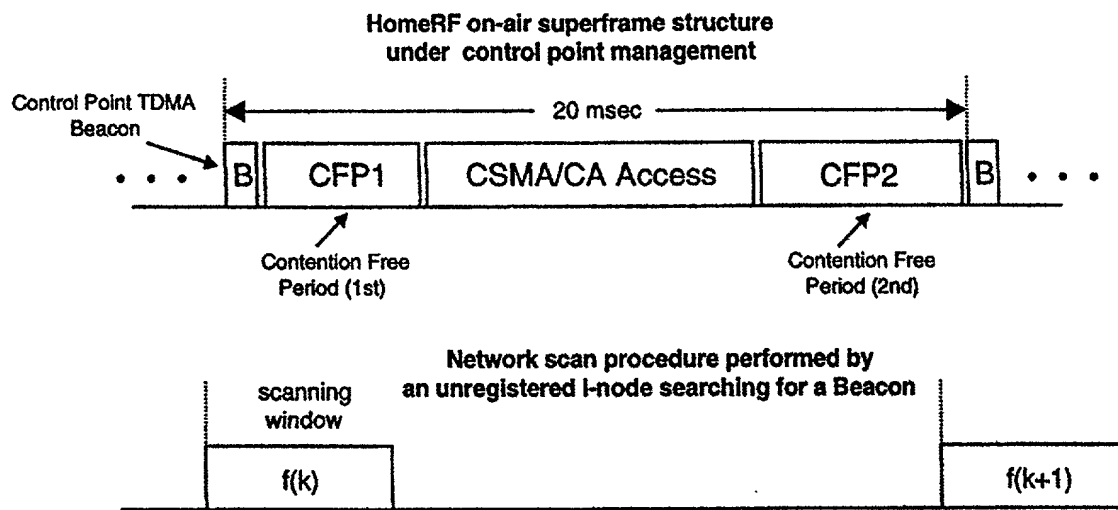 HomeRF on-air superframe structure
under control point management
Control Point TDMA
Beacon
20 msec
• • •
B
CFP1
CSMA/CA Access
CFP2
B
• • •
Contention Free
Period (1st)
Contention Free
Period (2nd)
Network scan procedure performed by
an unregistered I-node searching for a Beacon
scanning
window
f(k)
f(k+1)